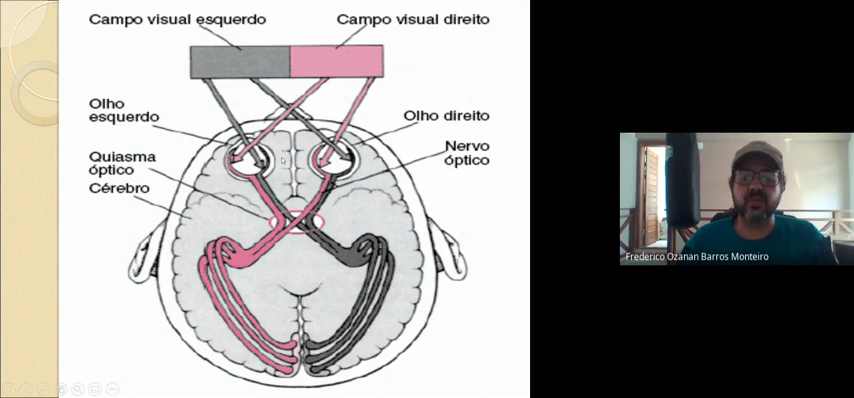 Campo visual esquerdo
Campo visual direito
Olho
esquerdo
Olho direito
Quiasma
óptico
Nervo
óptico
Cérebro
Frederico Ozanan Barros Monteiro